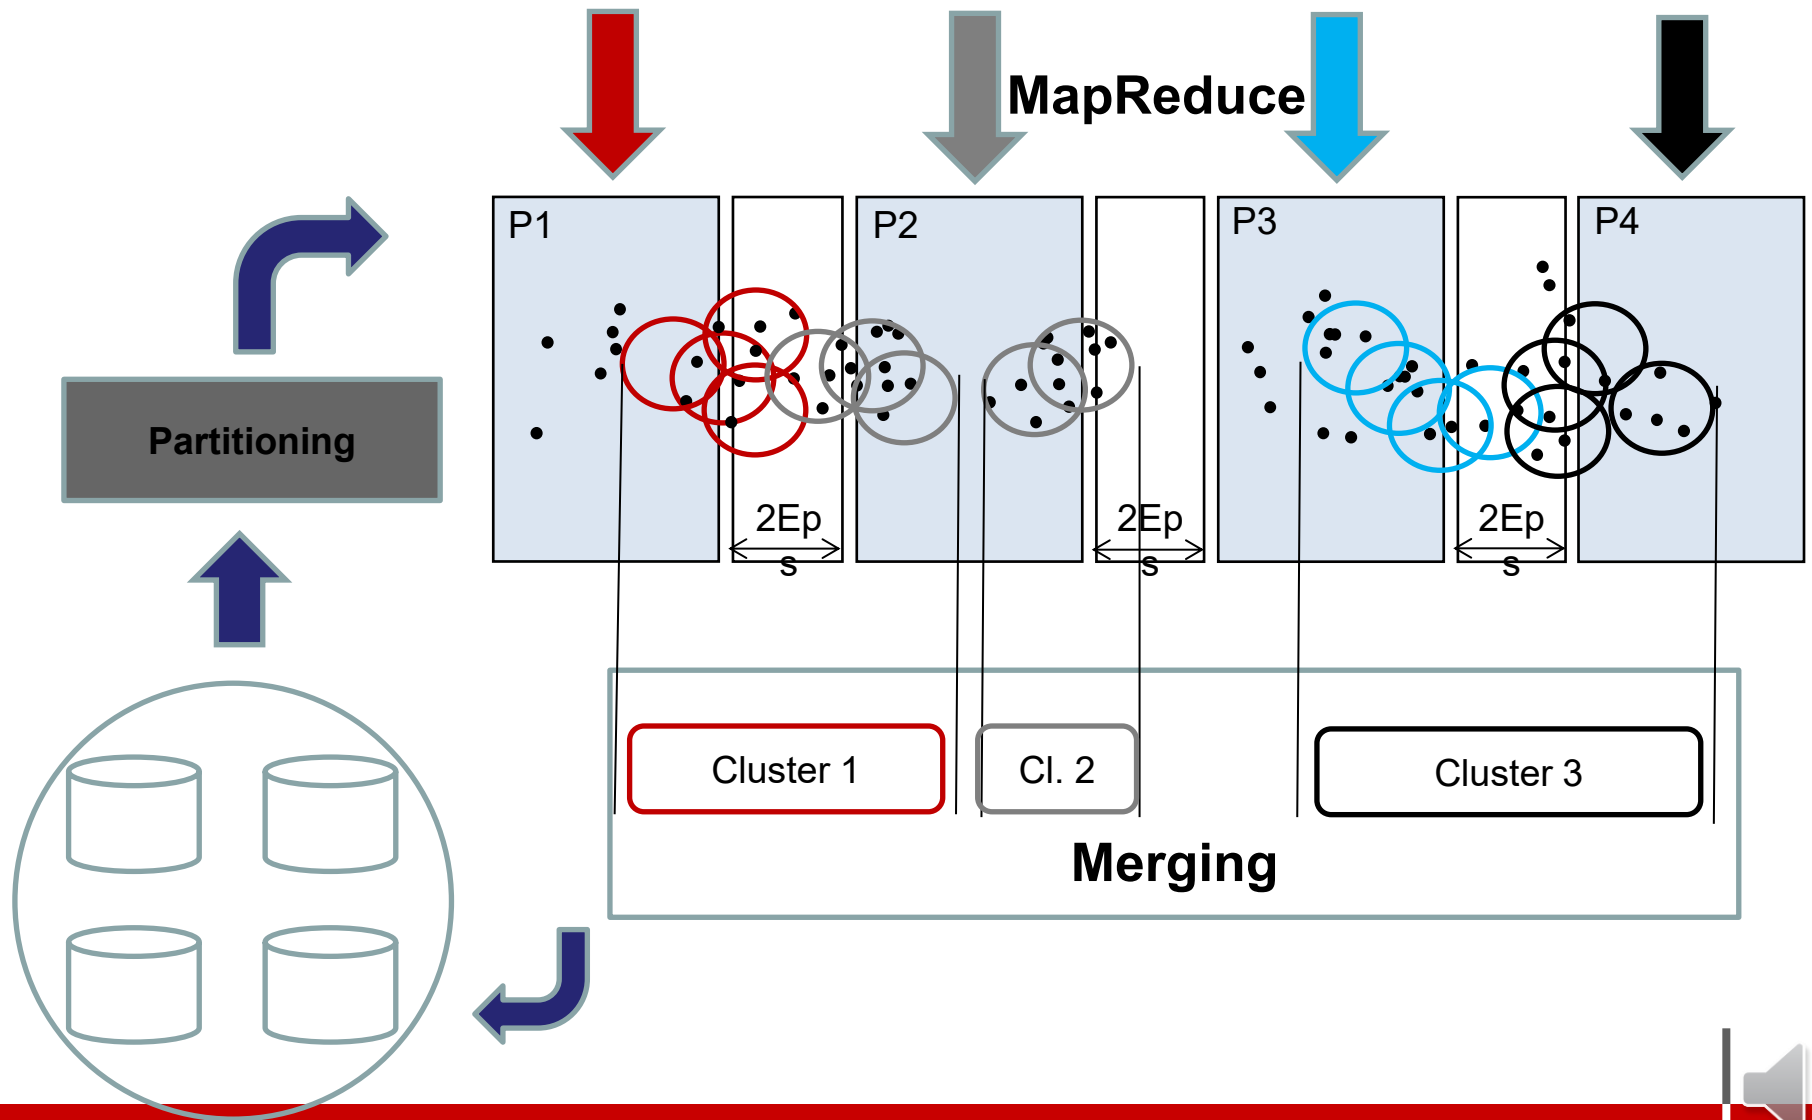 MapReduce
P1
P2
P3
P4
Partitioning
2Ep
s
2Ep
s
2Ep
s
Cluster 1
Cl. 2
Cluster 3
Merging